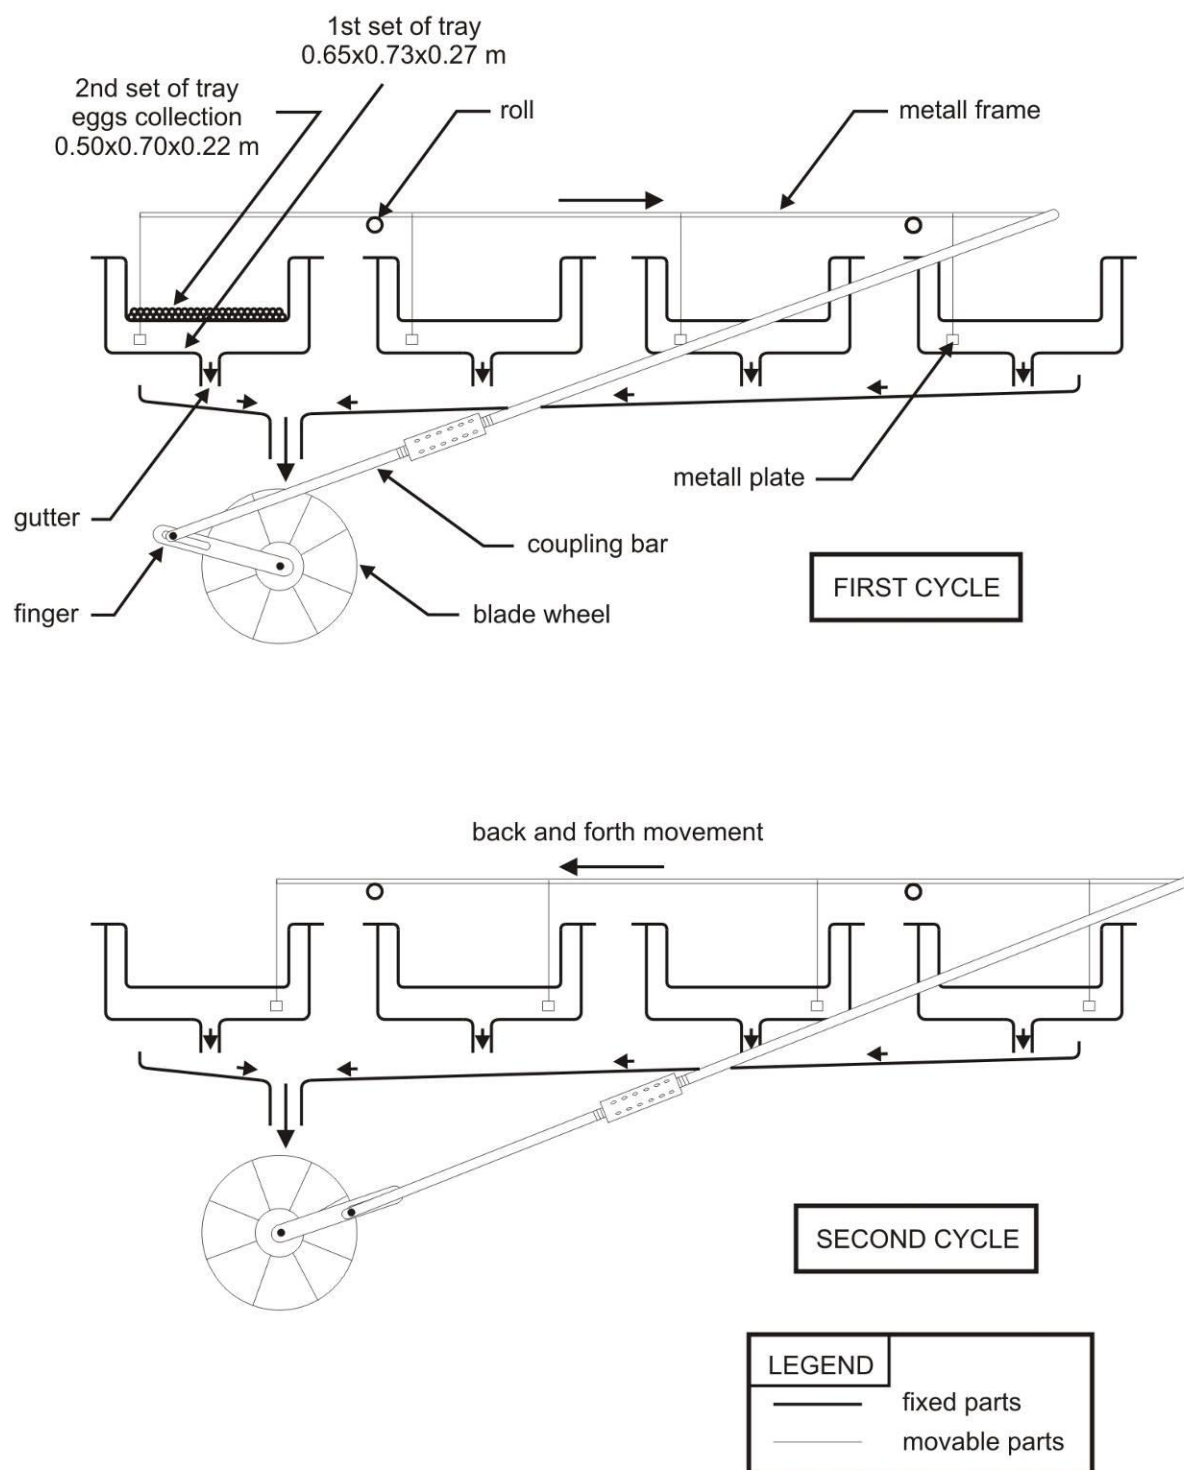 1st set of tray
0.65x0.73x0.27 m
2nd set of tray
eggs collection
0.50x0.70x0.22 m
roll
metall frame
gutter
finger
metall plate
coupling bar
blade wheel
FIRST CYCLE
back and forth movement
SECOND CYCLE
LEGEND
fixed parts
movable parts